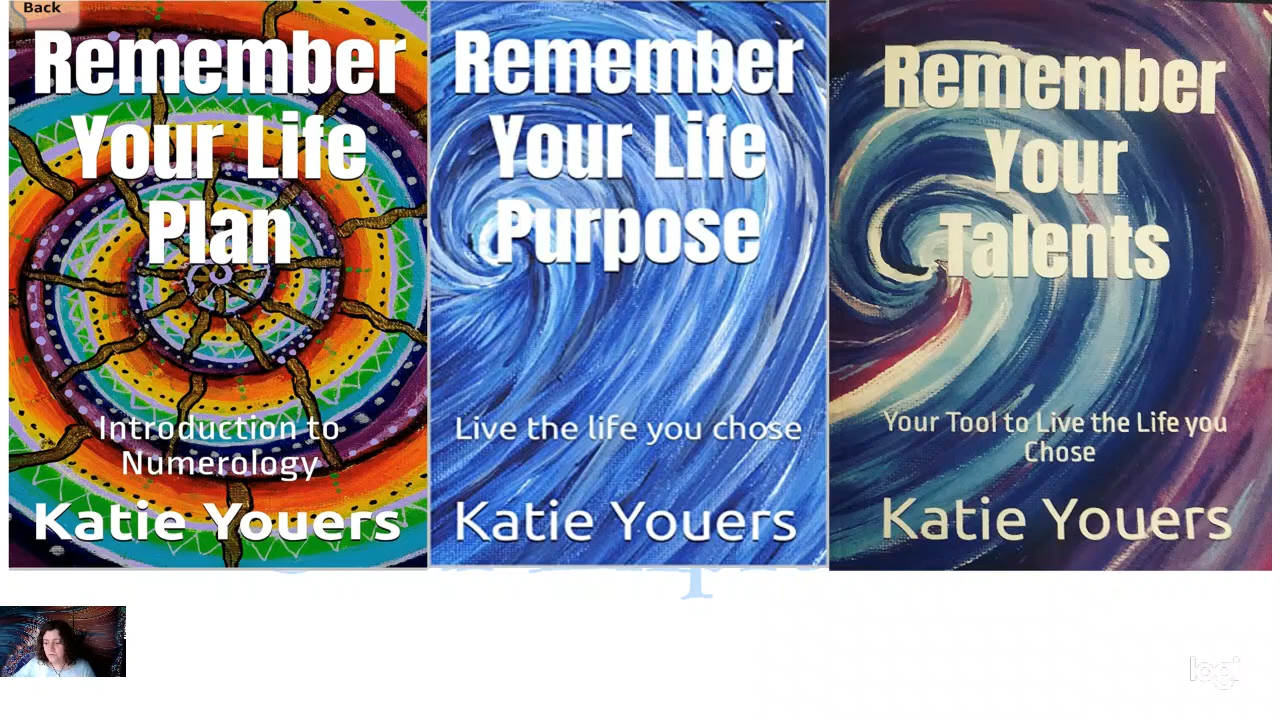 Back
Remember
Your Life
Plan
Introduction to
Numerology
Katie Youers
Remember
Your Life
Purpose
Live the life you chose
Katie Youers
Remember
Your
Talents
Your Tool to Live the Life you
Chose
Katie Youers
logi